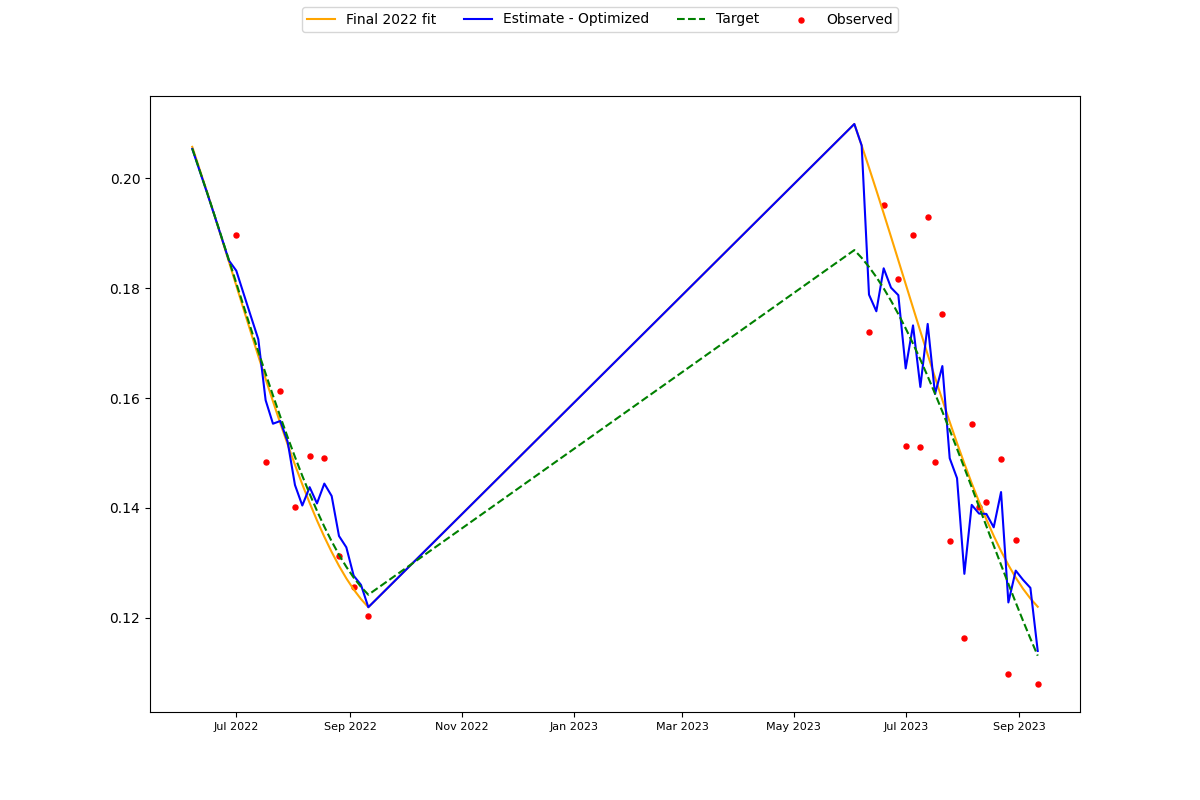 Final 2022 fit Estimate - Optimized Target Observed
0.20
0.18
0.16
0.14
0.12
Jul 2022 Sep 2022 Nov 2022 Jan 2023 Mar 2023 May 2023 Jul 2023 Sep 2023